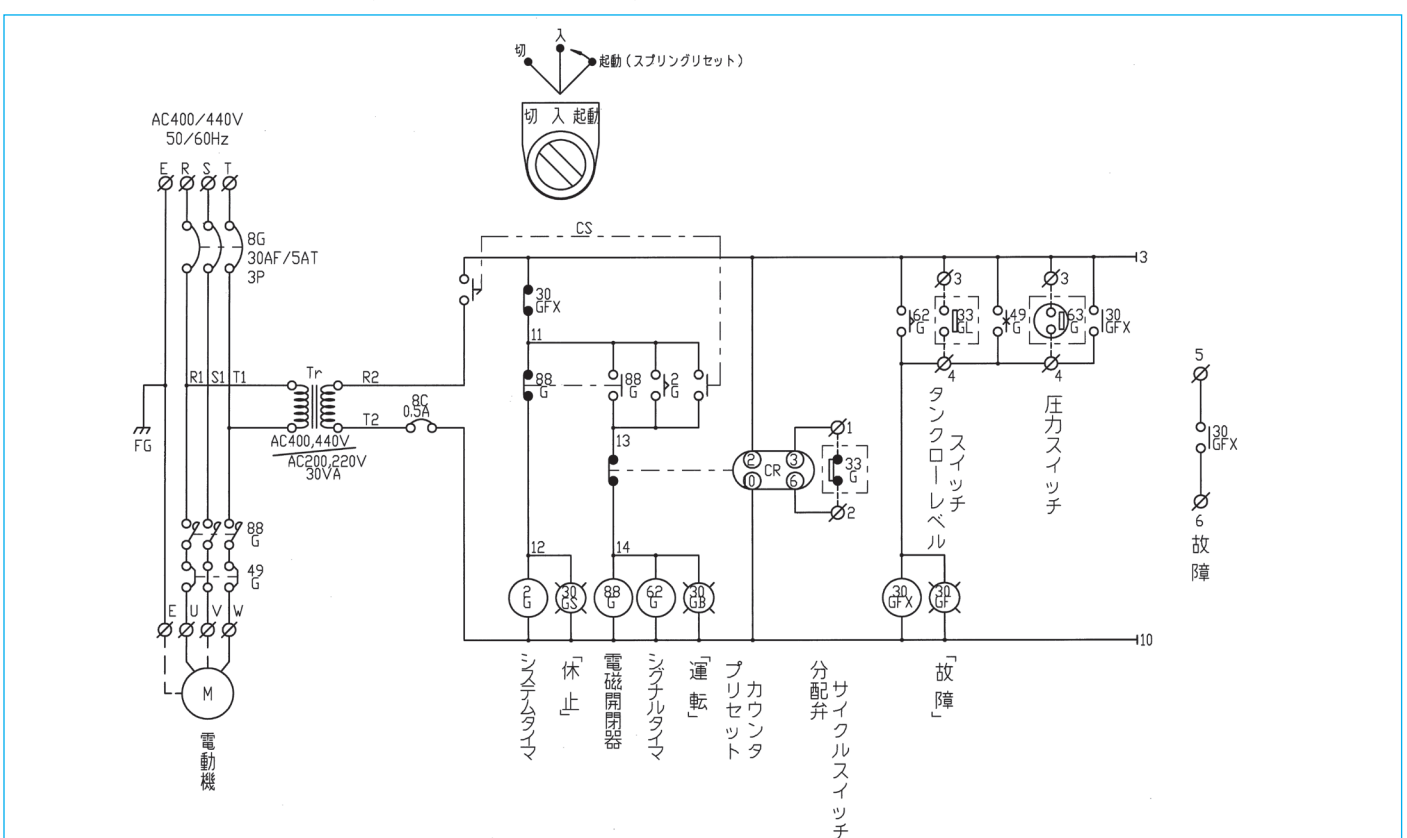 切
入
起動(スプリングリセット)
切 入 起動
AC400/440V
50/60Hz
E R S T
8G
30AF/5AT
3P
CS
3
30
GFX
11
88
G
88
G
2
G
62
G
3
33
GL
4
49
G
3
63
G
4
30
GFX
R1 S1 T1
Tr
R2
T2
8C
0.5A
AC400,440V
AC200,220V
30VA
FG
13
2 3
CR
0 6
1
33
G
2
タンクローレベル
スイッチ
圧力スイッチ
5
30
GFX
6
故障
88
G
49
G
E U V W
12
14
2
G
30
GS
88
G
62
G
30
GB
30
GFX
30
GF
10
M
電動機
システムタイマ
「休止」
電磁開閉器
シグナルタイマ
「運転」
プリセット
カウンタ
分配弁
サイクルスイッチ
「故障」